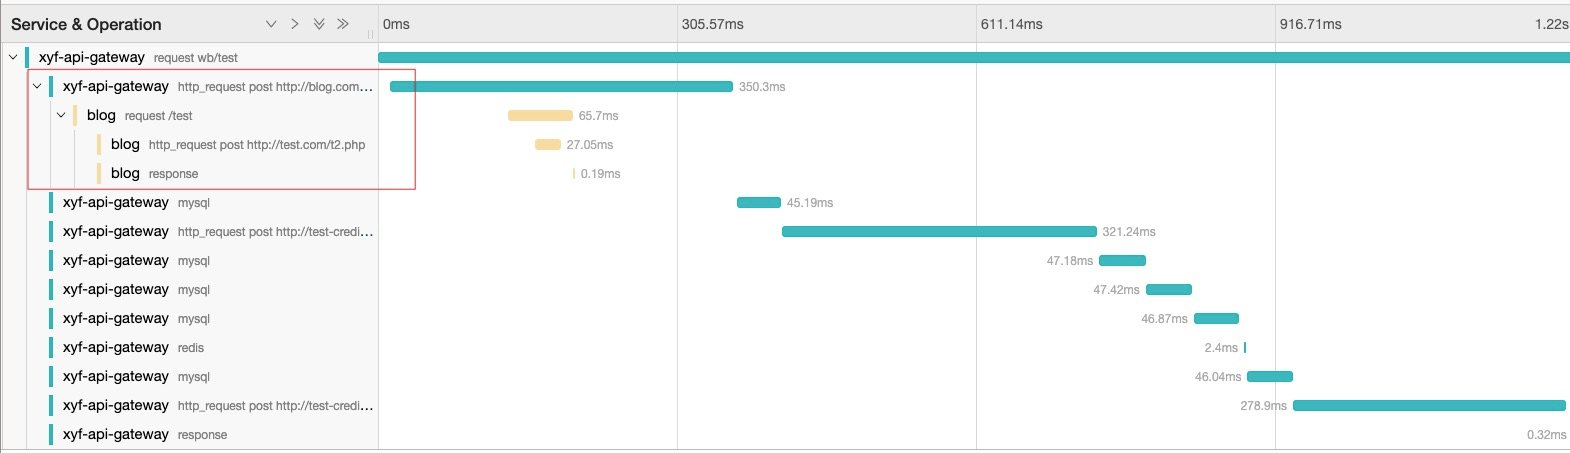 Service & Operation 0ms 305.57ms 611.14ms 916.71ms 1.22s
xyf-api-gateway request wb/test
xyf-api-gateway http_request post http://blog.com... 350.3ms
blog request /test 65.7ms
blog http_request post http://test.com/t2.php 27.05ms
blog response 0.19ms
xyf-api-gateway mysql 45.19ms
xyf-api-gateway http_request post http://test-credi... 321.24ms
xyf-api-gateway mysql 47.18ms
xyf-api-gateway mysql 47.42ms
xyf-api-gateway mysql 46.87ms
xyf-api-gateway redis 2.4ms
xyf-api-gateway mysql 46.04ms
xyf-api-gateway http_request post http://test-credi... 278.9ms
xyf-api-gateway response 0.32ms